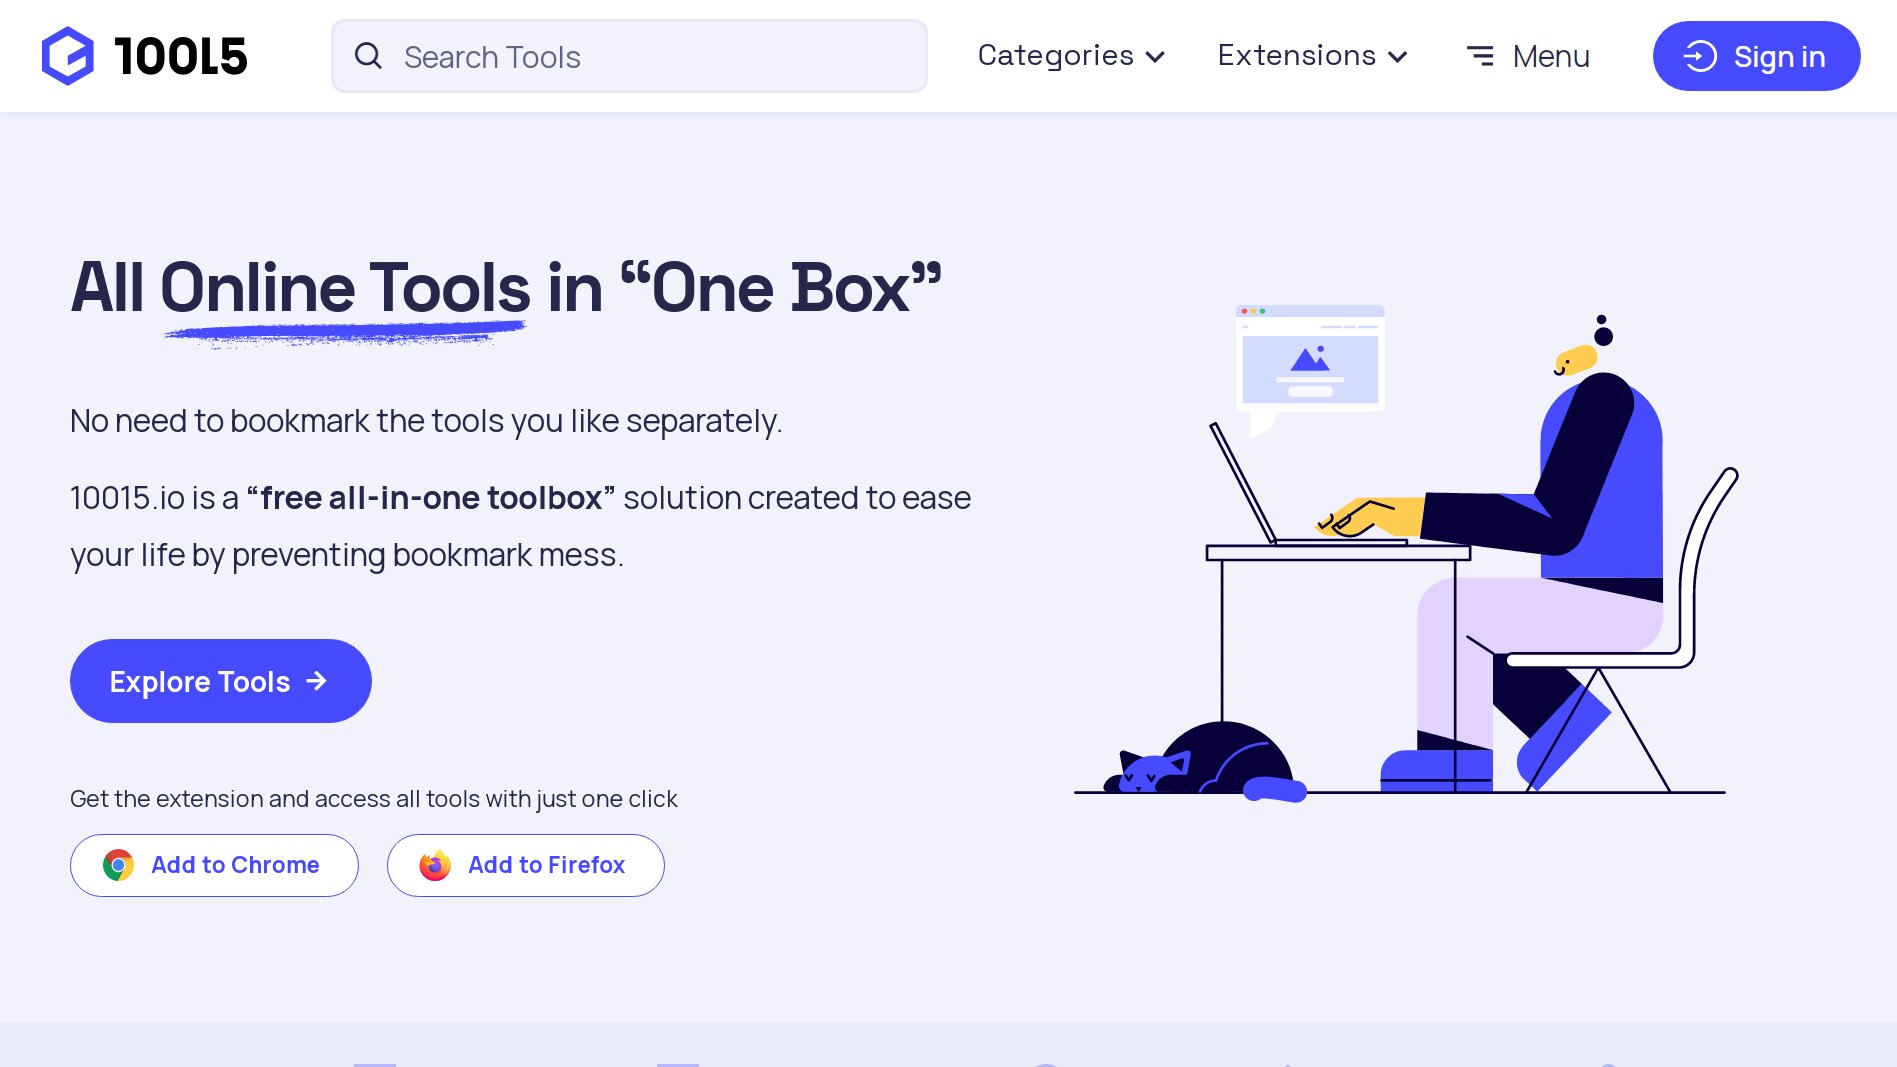 100L5
Search Tools
Categories
Extensions
Menu
Sign in
All Online Tools in “One Box”
No need to bookmark the tools you like separately.
10015.io is a “free all-in-one toolbox” solution created to ease
your life by preventing bookmark mess.
Explore Tools
Get the extension and access all tools with just one click
Add to Chrome
Add to Firefox